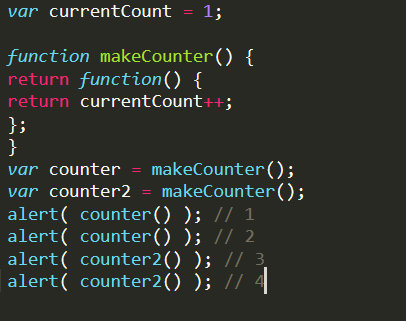 var currentCount = 1;
function makeCounter() {
return function() {
return currentCount++;
};
}
var counter = makeCounter();
var counter2 = makeCounter();
alert( counter() ); // 1
alert( counter() ); // 2
alert( counter2() ); // 3
alert( counter2() ); // 4